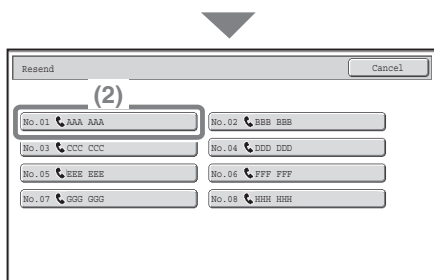 Resend Cancel
(2)
No.01 AAA AAA No.02 BBB BBB
No.03 CCC CCC No.04 DDD DDD
No.05 EEE EEE No.06 FFF FFF
No.07 GGG GGG No.08 HHH HHH